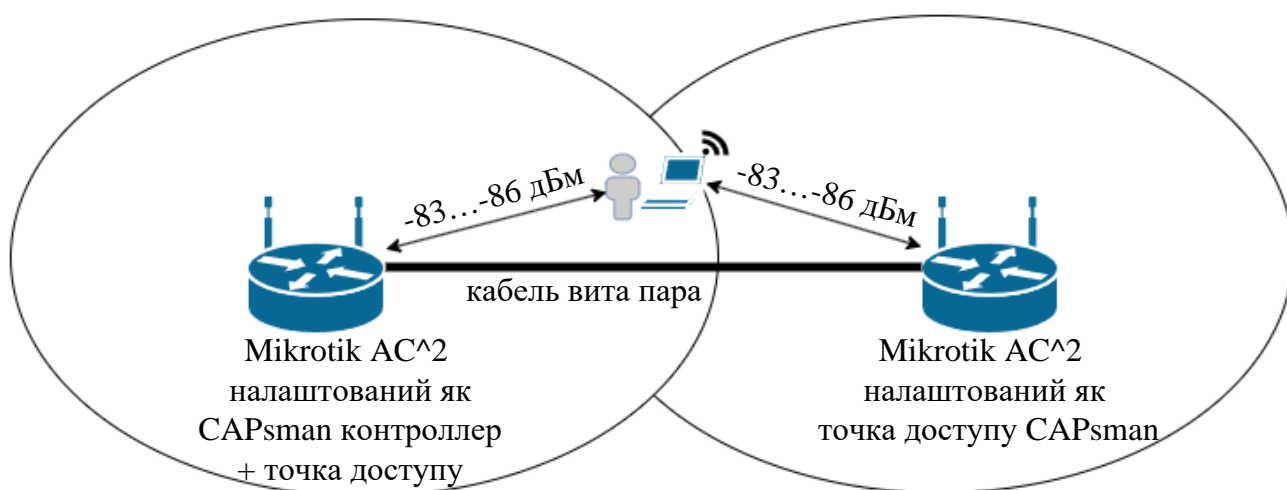 -83…-86 дБм
-83…-86 дБм
кабель вита пара
Mikrotik AC^2
налаштований як
CAPsman контроллер
+ точка доступу
Mikrotik AC^2
налаштований як
точка доступу CAPsman